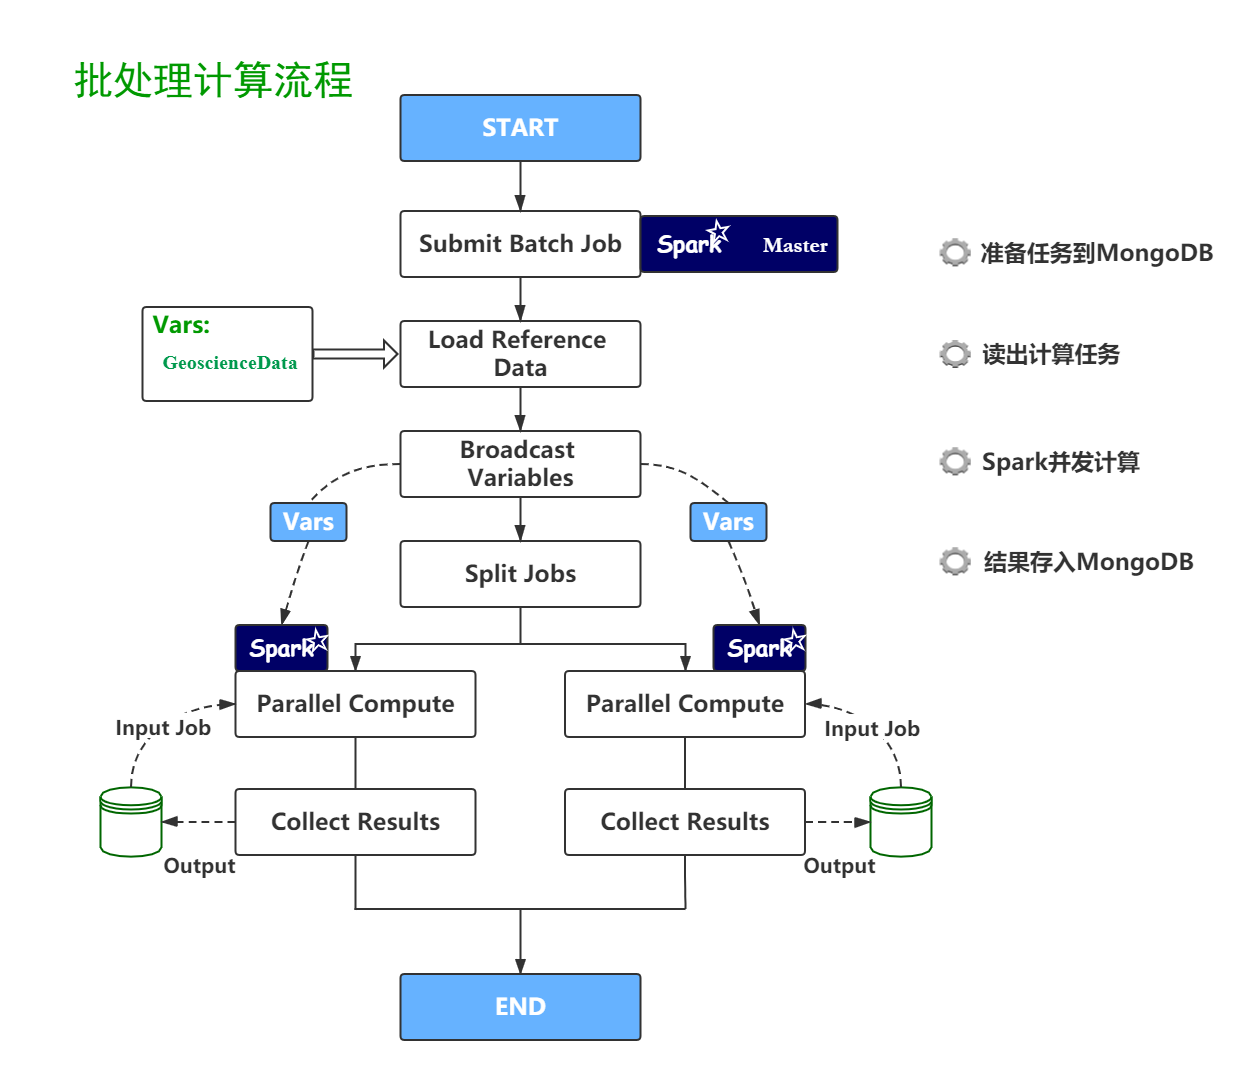 批处理计算流程
START
Submit Batch Job
Spark
Master
准备任务到MongoDB
Vars:
GeoscienceData
Load Reference
Data
读出计算任务
Broadcast
Variables
Spark并发计算
Vars
Vars
Split Jobs
结果存入MongoDB
Spark
Spark
Parallel Compute
Parallel Compute
Input Job
Input Job
Collect Results
Collect Results
Output
Output
END